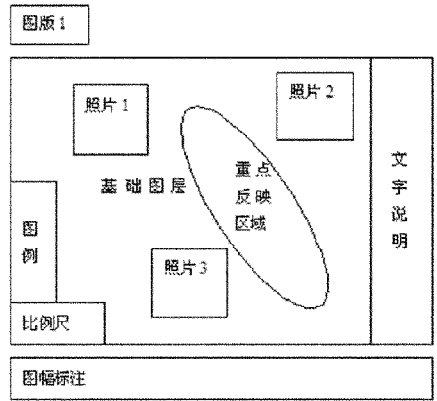 图版 1
照片 1
照片 2
基础图层
重点
反映
区域
文字说明
图例
照片 3
比例尺
图幅标注